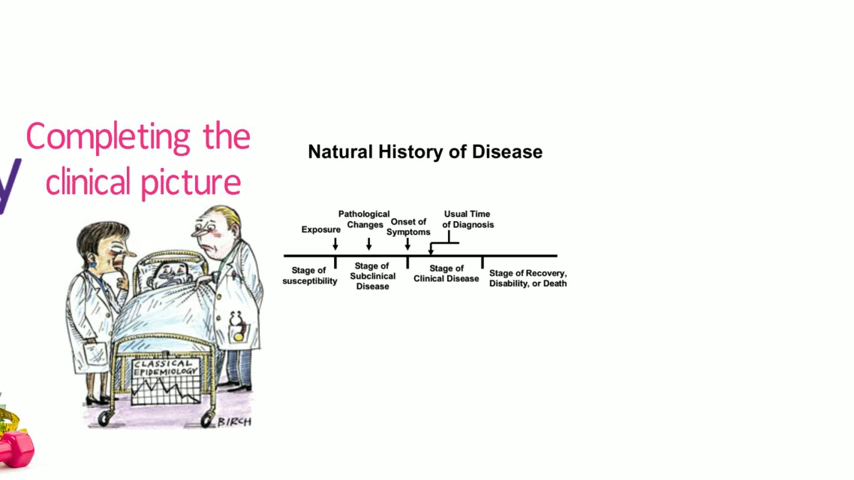 y
Completing the
clinical picture
CLASSICAL
EPIDEMIOLOGY
BIRCH
Natural History of Disease
Exposure
Pathological
Changes
Onset of
Symptoms
Usual Time
of Diagnosis
Stage of
susceptibility
Stage of
Subclinical
Disease
Stage of
Clinical Disease
Stage of Recovery,
Disability, or Death